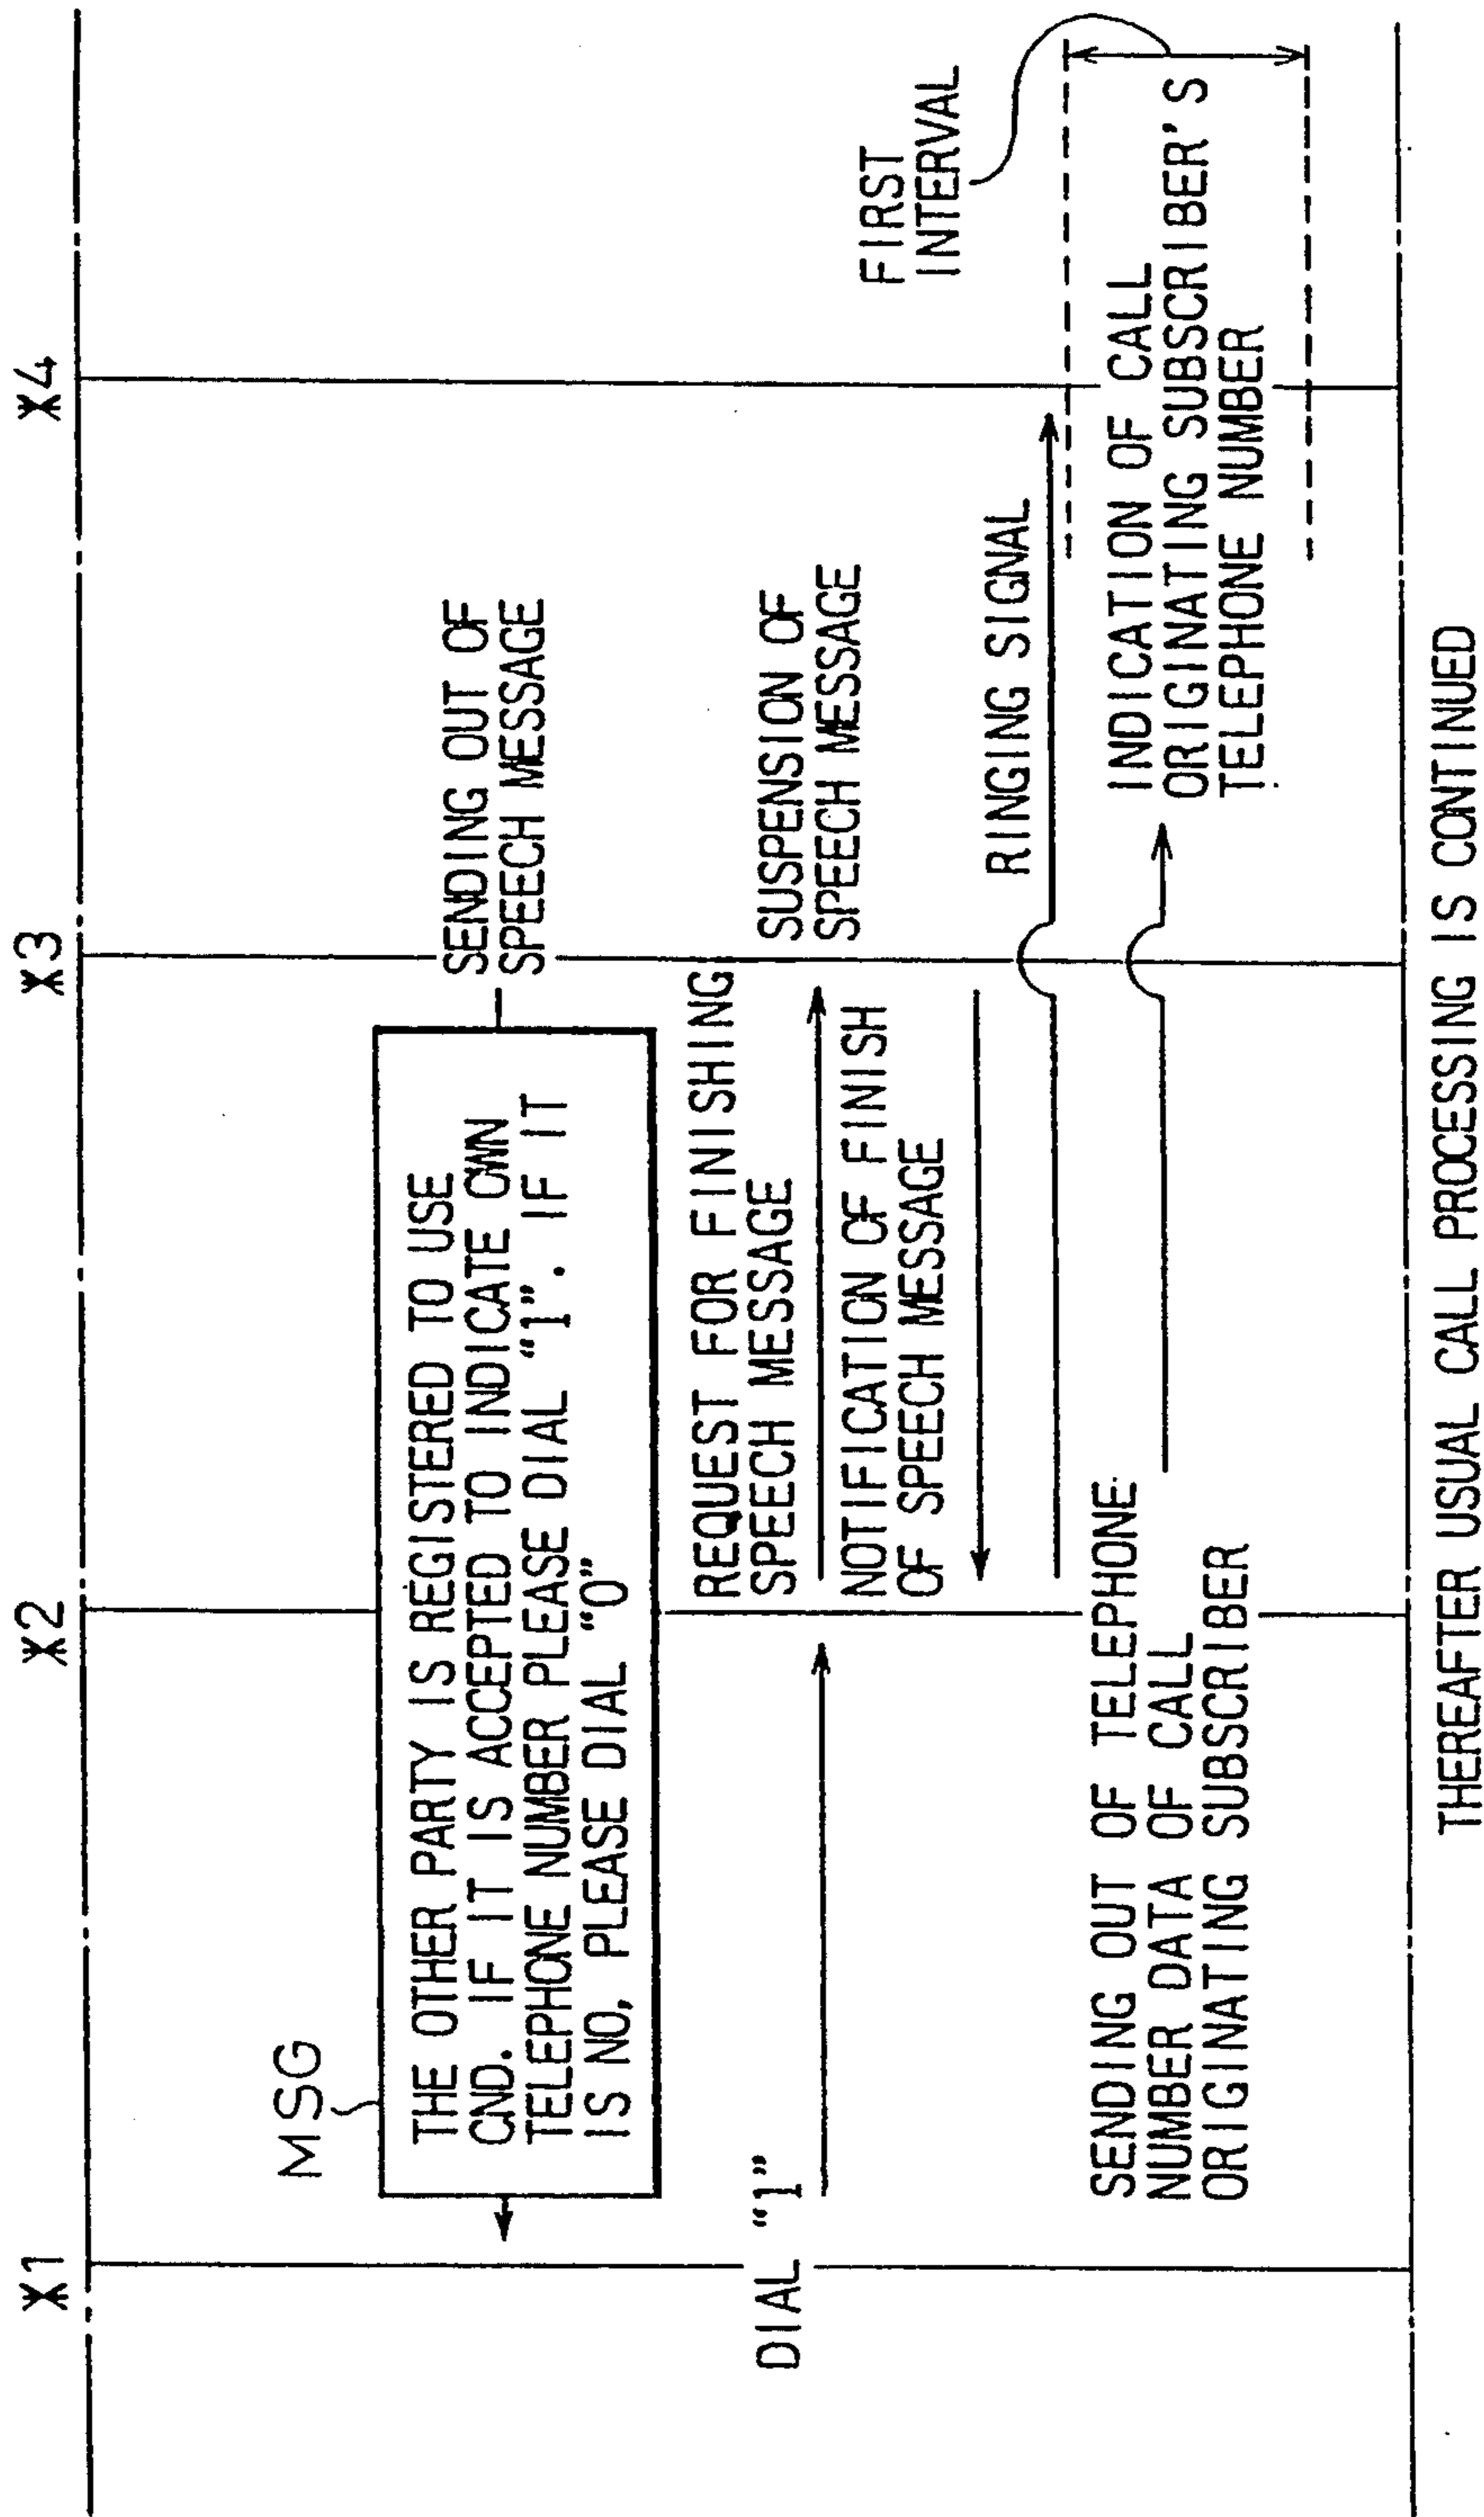 X1
X2
X3
X4
MSG
THE OTHER PARTY IS REGISTERED TO USE
CND. IF IT IS ACCEPTED TO INDICATE OWN
TELEPHONE NUMBER PLEASE DIAL “1”. IF IT
IS NO, PLEASE DIAL “0”
SENDING OUT OF
SPEECH MESSAGE
DIAL “1”
REQUEST FOR FINISHING
SPEECH MESSAGE
SUSPENSION OF
SPEECH MESSAGE
NOTIFICATION OF FINISH
OF SPEECH MESSAGE
RINGING SIGNAL
FIRST
INTERVAL
SENDING OUT OF TELEPHONE
NUMBER DATA OF CALL
ORIGINATING SUBSCRIBER
INDICATION OF CALL
ORIGINATING SUBSCRIBER'S
TELEPHONE NUMBER
THEREAFTER USUAL CALL PROCESSING IS CONTINUED